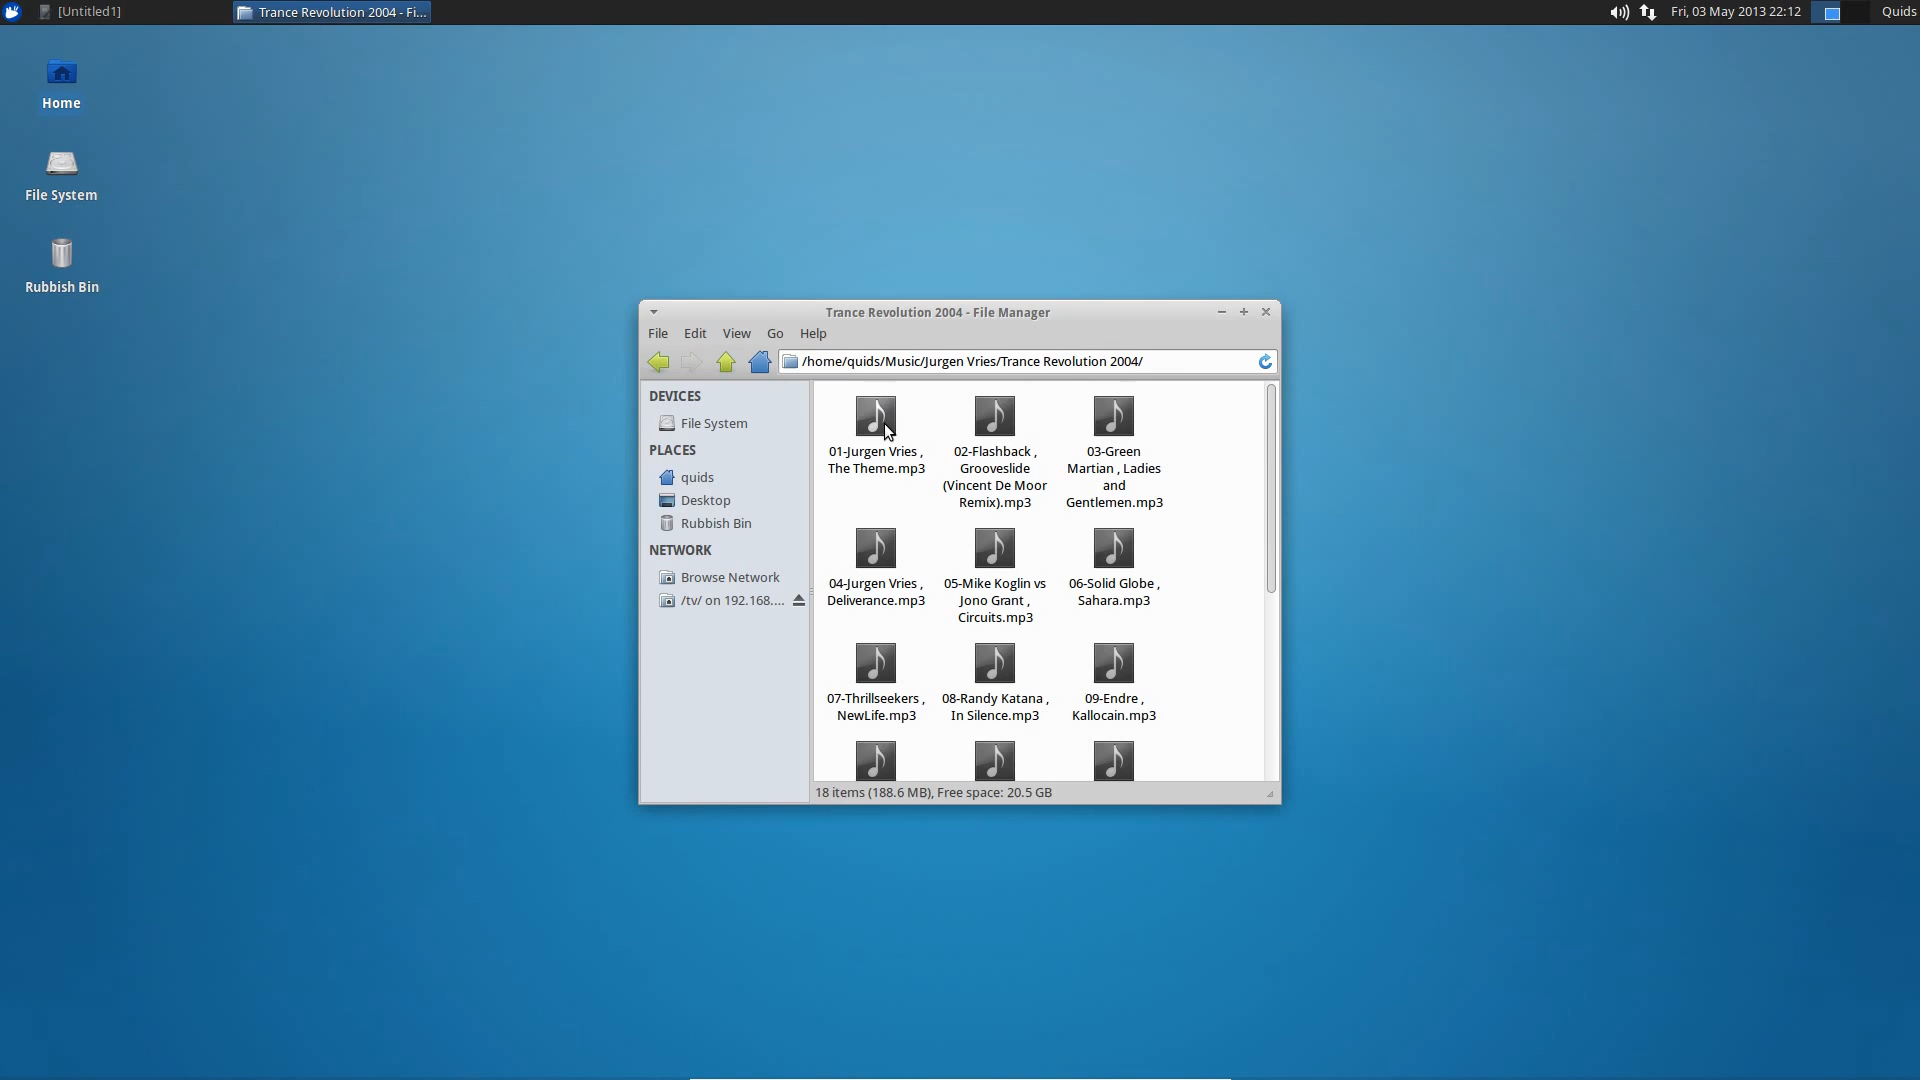 [Untitled1]
Trance Revolution 2004 - Fi...
Fri, 03 May 2013 22:12
Quids
Home
File System
Rubbish Bin
Trance Revolution 2004 - File Manager
File Edit View Go Help
/home/quids/Music/Jurgen Vries/Trance Revolution 2004/
DEVICES
File System
PLACES
quids
Desktop
Rubbish Bin
NETWORK
Browse Network
/tv/ on 192.168....
01-Jurgen Vries ,
The Theme.mp3
02-Flashback ,
Grooveslide
(Vincent De Moor
Remix).mp3
03-Green
Martian , Ladies
and
Gentlemen.mp3
04-Jurgen Vries ,
Deliverance.mp3
05-Mike Koglin vs
Jono Grant ,
Circuits.mp3
06-Solid Globe ,
Sahara.mp3
07-Thrillseekers ,
NewLife.mp3
08-Randy Katana ,
In Silence.mp3
09-Endre ,
Kallocain.mp3
18 items (188.6 MB), Free space: 20.5 GB